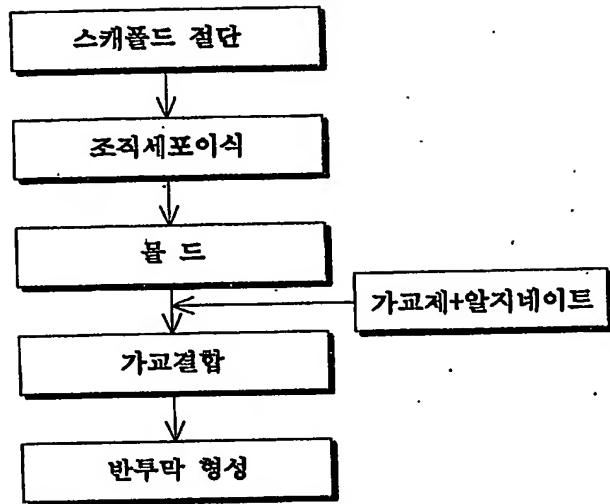 스캐폴드 절단
조직세포이식
몰 드
가교제+알지네이트
가교결합
반투막 형성